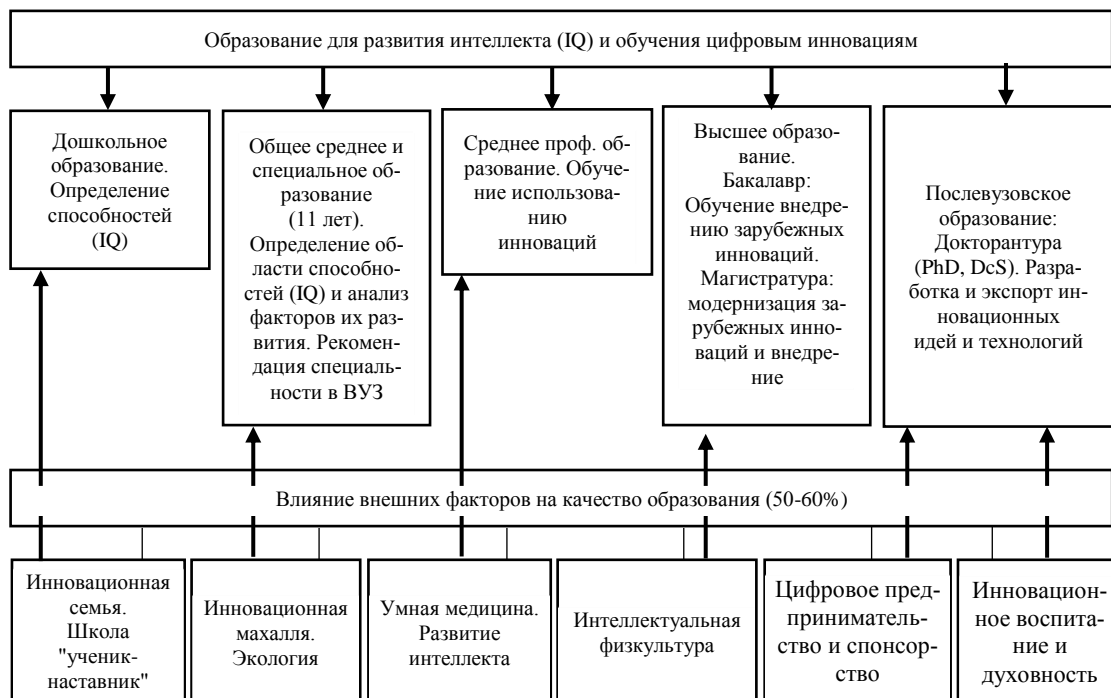 Образование для развития интеллекта (IQ) и обучения цифровым инновациям
Дошкольное
образование.
Определение
способностей
(IQ)
Общее среднее и
специальное об-
разование
(11 лет).
Определение об-
ласти способно-
стей (IQ) и анализ
факторов их раз-
вития. Рекомен-
дация специаль-
ности в ВУЗ
Среднее проф. об-
разование. Обуче-
ние использова-
нию
инноваций
Высшее образо-
вание.
Бакалавр:
Обучение внед-
рению зарубежных
инноваций.
Магистратура:
модернизация за-
рубежных инно-
ваций и внедре-
ние
Послевузовское
образование:
Докторантура
(PhD, DcS). Разра-
ботка и экспорт ин-
новационных
идей и технологий
Влияние внешних факторов на качество образования (50-60%)
Инновационная
семья.
Школа
"ученик-
наставник"
Инновационная
махалля.
Экология
Умная медицина.
Развитие
интеллекта
Интеллектуальная
физкультура
Цифровое пред-
приниматель-
ство и спонсор-
ство
Инновацион-
ное воспита-
ние и
духовность